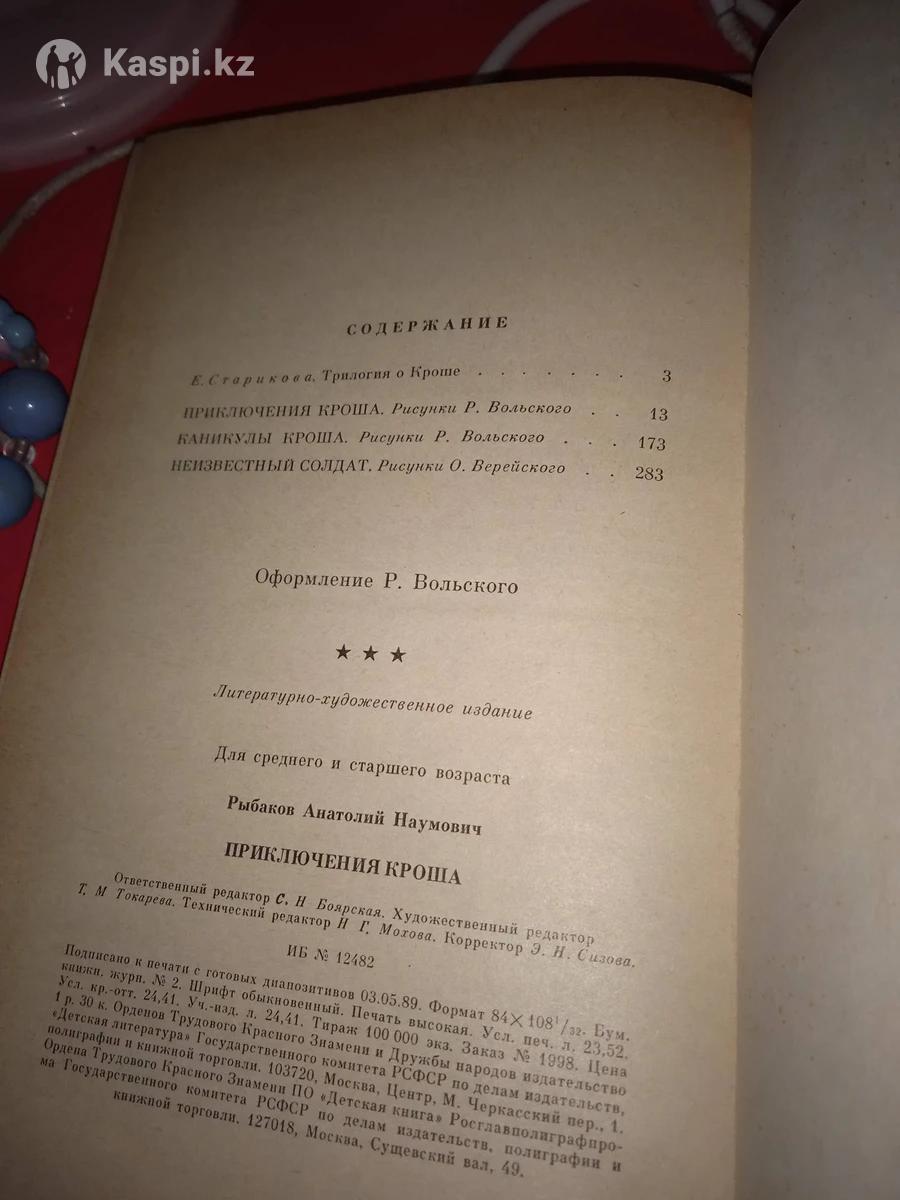 Kaspi.kz
СОДЕРЖАНИЕ
Е. Старикова. Трилогия о Кроше . . . . . . . 3
ПРИКЛЮЧЕНИЯ КРОША. Рисунки Р. Вольского . . 13
КАНИКУЛЫ КРОША. Рисунки Р. Вольского . . . 173
НЕИЗВЕСТНЫЙ СОЛДАТ. Рисунки О. Верейского . . 283
Оформление Р. Вольского
★ ★ ★
Литературно-художественное издание
Для среднего и старшего возраста
Рыбаков Анатолий Наумович
ПРИКЛЮЧЕНИЯ КРОША
Ответственный редактор С. Н Боярская. Художественный редактор
Т. М Токарева. Технический редактор Н Г. Мохова. Корректор Э. Н. Сизова.
ИБ № 12482
Подписано к печати с готовых диапозитивов 03.05.89. Формат 84×108¹/₃₂. Бум.
книжн. журн. № 2. Шрифт обыкновенный. Печать высокая. Усл. печ. л. 23,52.
Усл. кр.-отт. 24,41. Уч.-изд. л. 24,41. Тираж 100 000 экз. Заказ № 1998. Цена
1 р. 30 к. Орденов Трудового Красного Знамени и Дружбы народов издательство
«Детская литература» Государственного комитета РСФСР по делам издательств,
полиграфии и книжной торговли. 103720, Москва, Центр, М. Черкасский пер., 1.
Ордена Трудового Красного Знамени ПО «Детская книга» Росглавполиграфпро-
ма Государственного комитета РСФСР по делам издательств, полиграфии и
книжной торговли. 127018, Москва, Сущевский вал, 49.